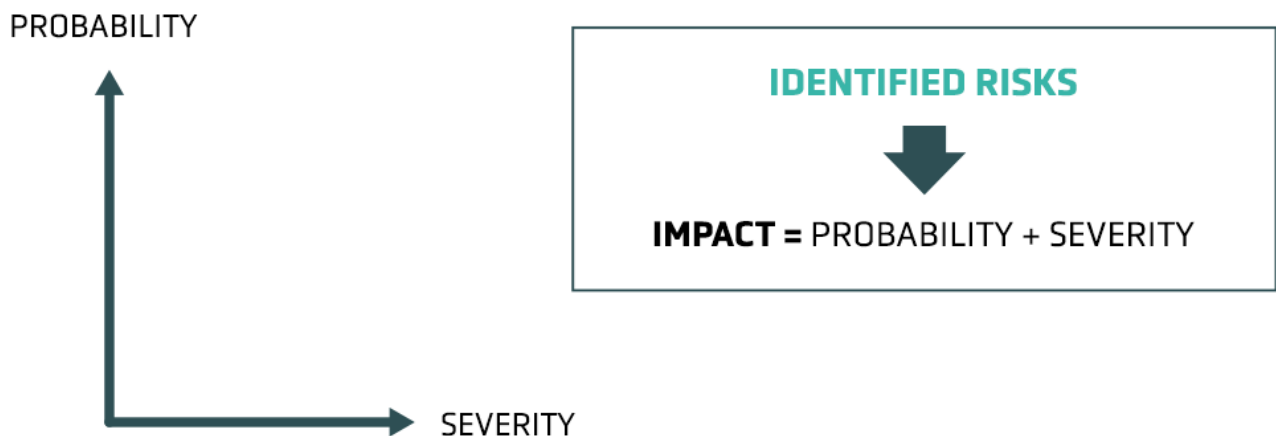 PROBABILITY
IDENTIFIED RISKS
IMPACT = PROBABILITY + SEVERITY
SEVERITY